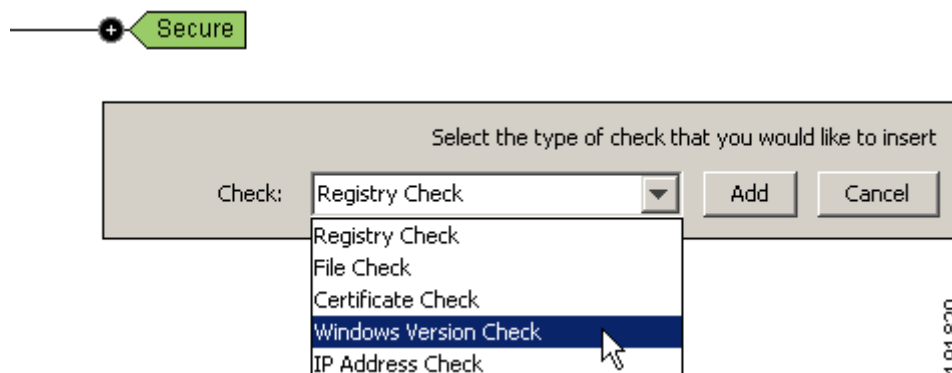 Secure
Select the type of check that you would like to insert
Check: Registry Check Add Cancel
Registry Check
File Check
Certificate Check
Windows Version Check
IP Address Check